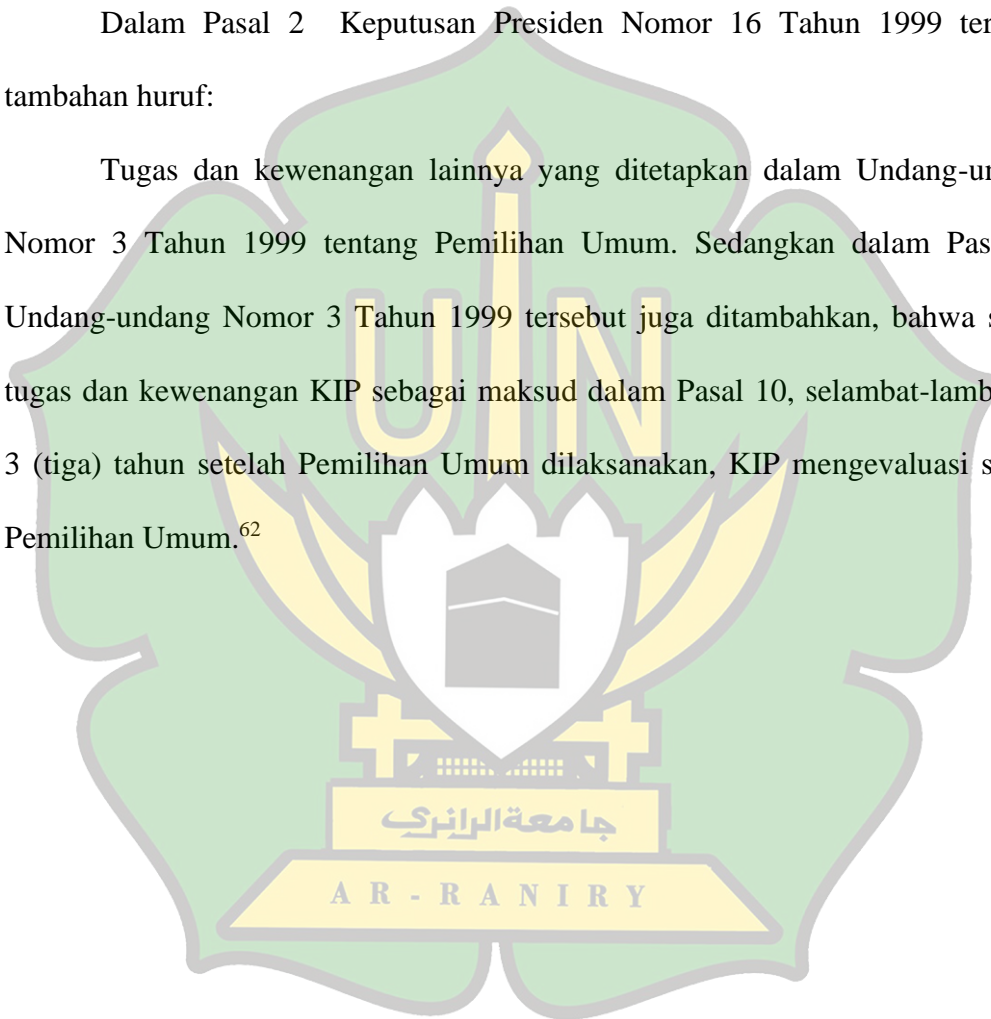 Dalam Pasal 2 Keputusan Presiden Nomor 16 Tahun 1999
tambahan huruf:
Tugas dan kewenangan lainnya yang ditetapkan dalam
Nomor 3 Tahun 1999 tentang Pemilihan Umum. Sedangkan dalam
Undang-undang Nomor 3 Tahun 1999 tersebut juga ditambahkan, bahwa
tugas dan kewenangan KIP sebagai maksud dalam Pasal 10,
3 (tiga) tahun setelah Pemilihan Umum dilaksanakan, KIP mengevaluasi
Pemilihan Umum.62
UIN
جامعةالرانري
AR-RANIRY